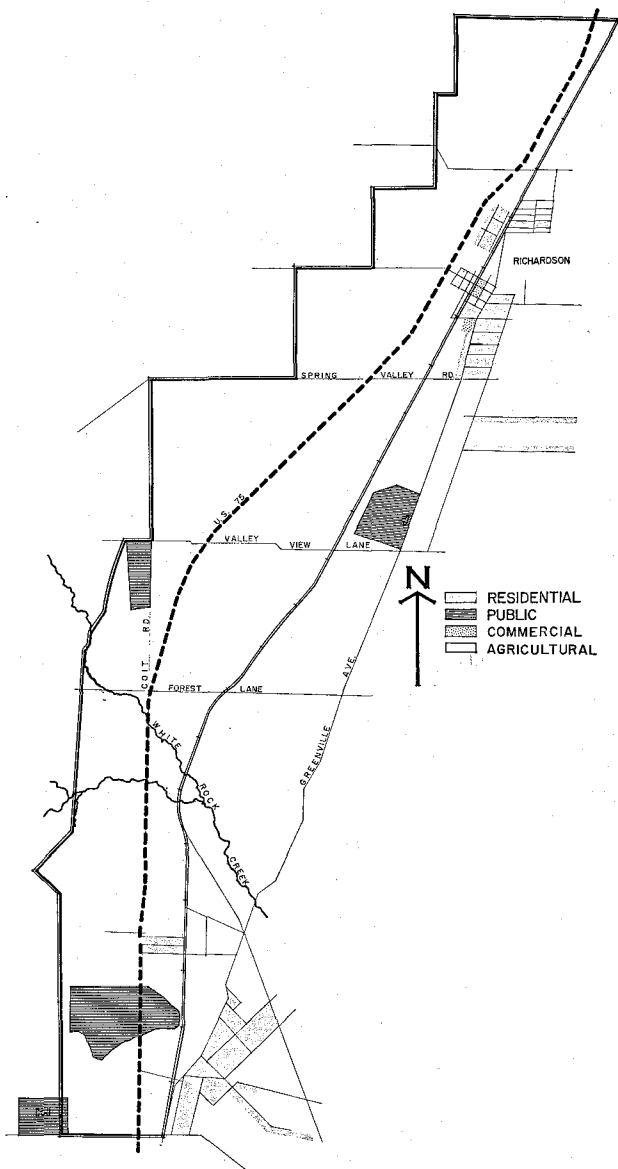 RICHARDSON
SPRING VALLEY RD.
U.S. 75
VALLEY VIEW LANE
N
RESIDENTIAL
PUBLIC
COMMERCIAL
AGRICULTURAL
COIT RD.
FOREST LANE
GREENVILLE AVE.
WHITE ROCK CREEK